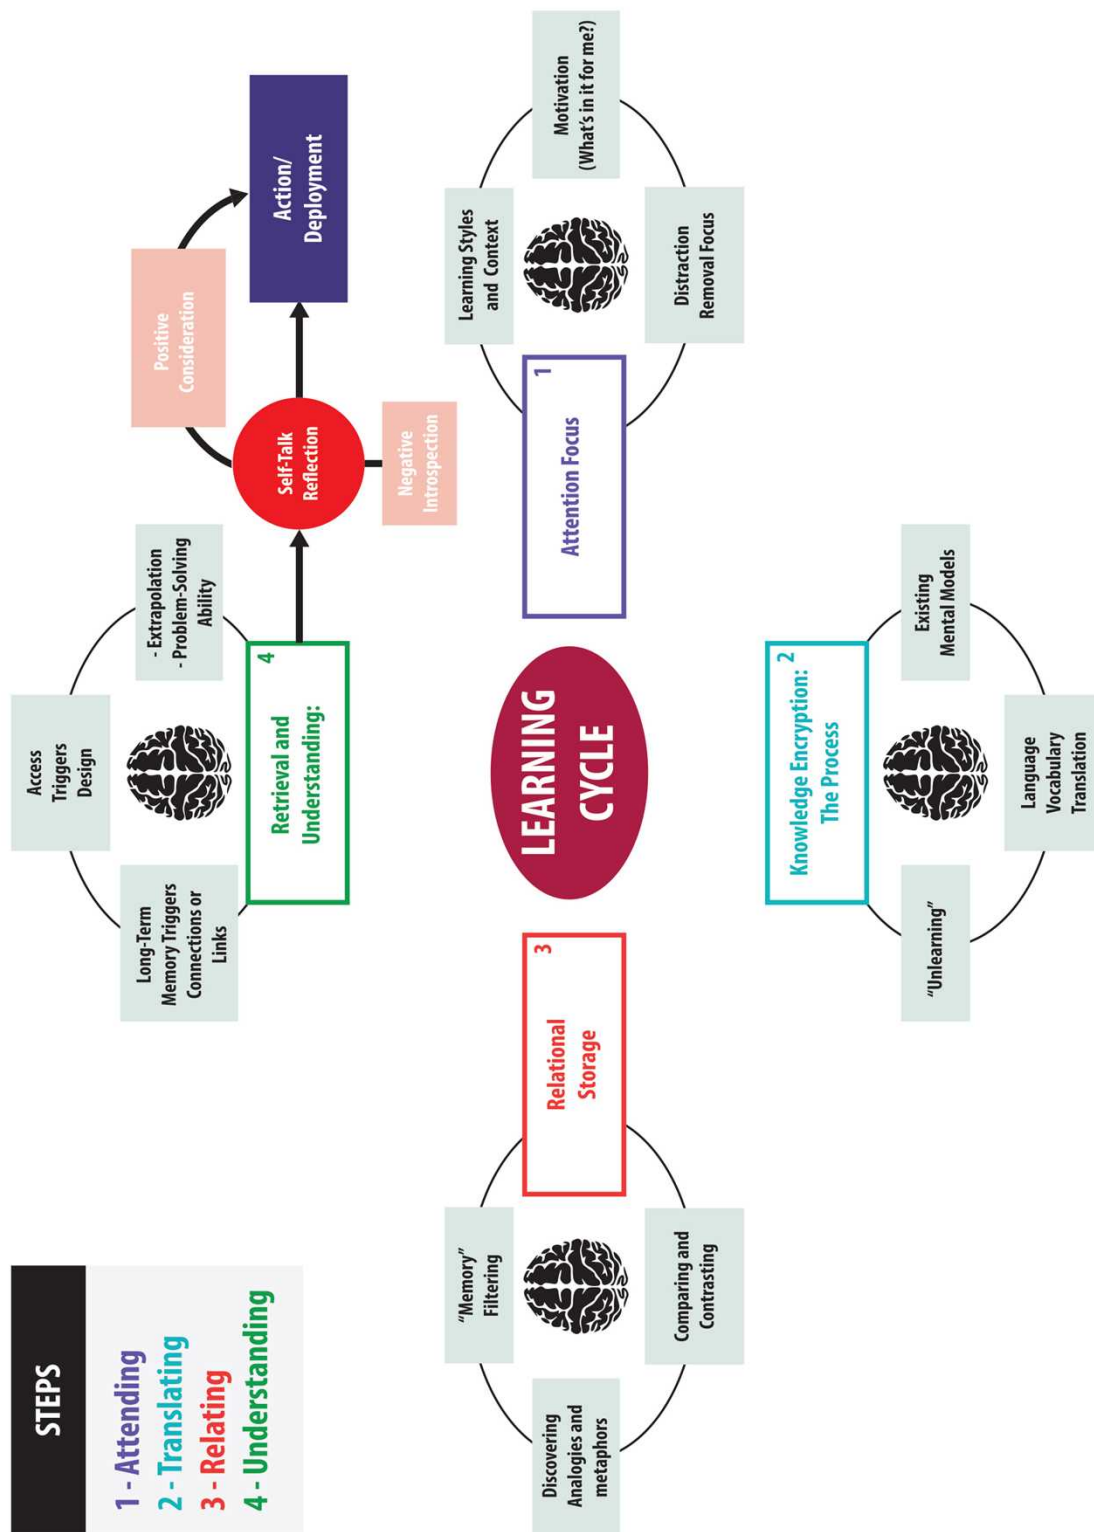 STEPS
1 - Attending
2 - Translating
3 - Relating
4 - Understanding
Long-Term
Memory Triggers
Connections or
Links
Access
Triggers
Design
- Extrapolation
- Problem-Solving
Ability
4
Retrieval and
Understanding:
Self-Talk
Reflection
Positive
Consideration
Negative
Introspection
Action/
Deployment
"Memory"
Filtering
Discovering
Analogies and
metaphors
Comparing and
Contrasting
3
Relational
Storage
LEARNING
CYCLE
1
Attention Focus
Learning Styles
and Context
Motivation
(What's in it for me?)
Distraction
Removal Focus
2
Knowledge Encryption:
The Process
"Unlearning"
Language
Vocabulary
Translation
Existing
Mental Models